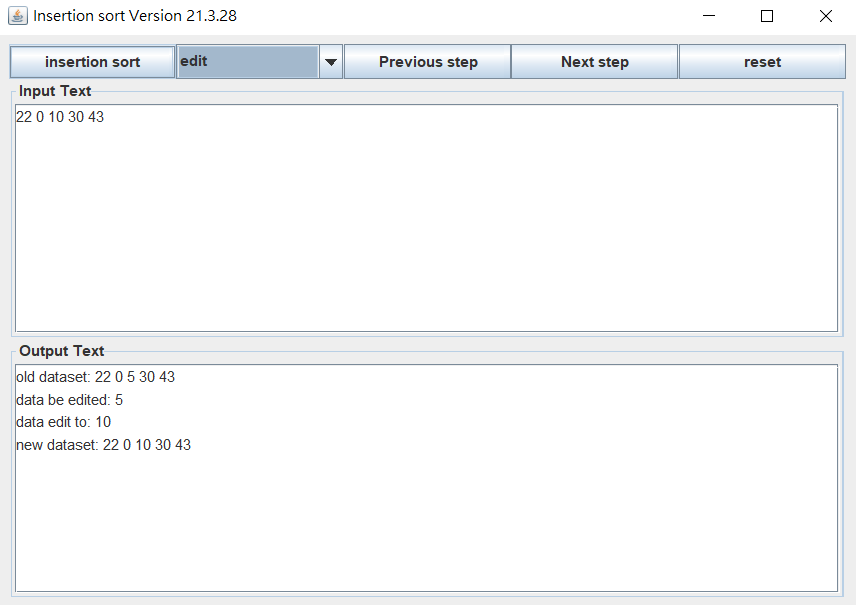 Insertion sort Version 21.3.28
insertion sort edit Previous step Next step reset
Input Text
22 0 10 30 43
Output Text
old dataset: 22 0 5 30 43
data be edited: 5
data edit to: 10
new dataset: 22 0 10 30 43